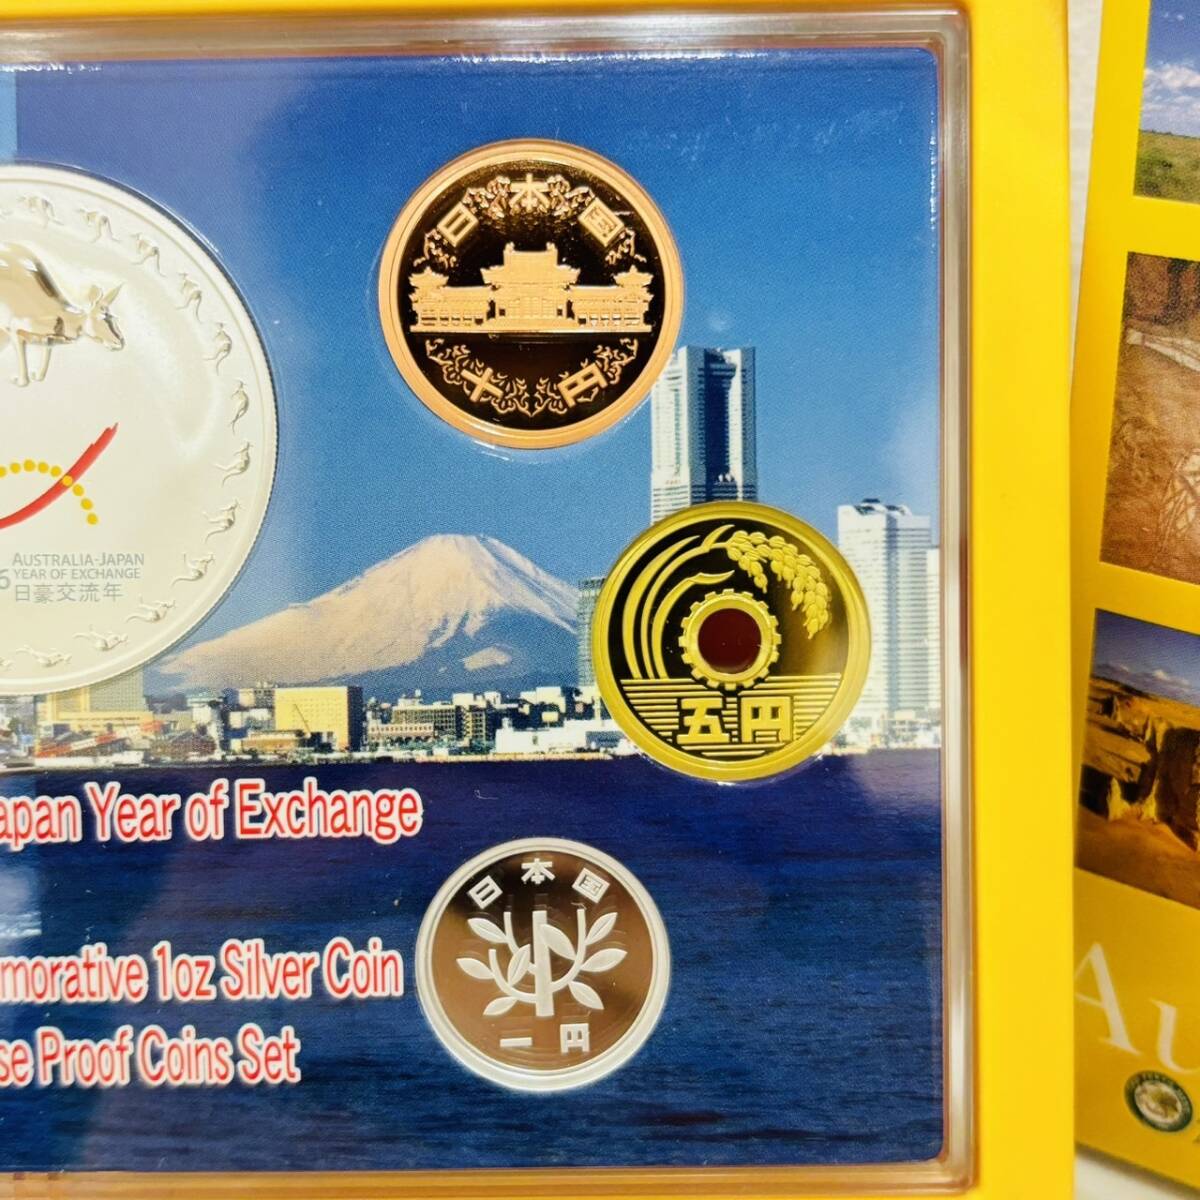 日本国
十円
AUSTRALIA-JAPAN
6 YEAR OF EXCHANGE
日豪交流年
五円
apan Year of Exchange
日本国
一円
morative 1oz Silver Coin
se Proof Coins Set
Au